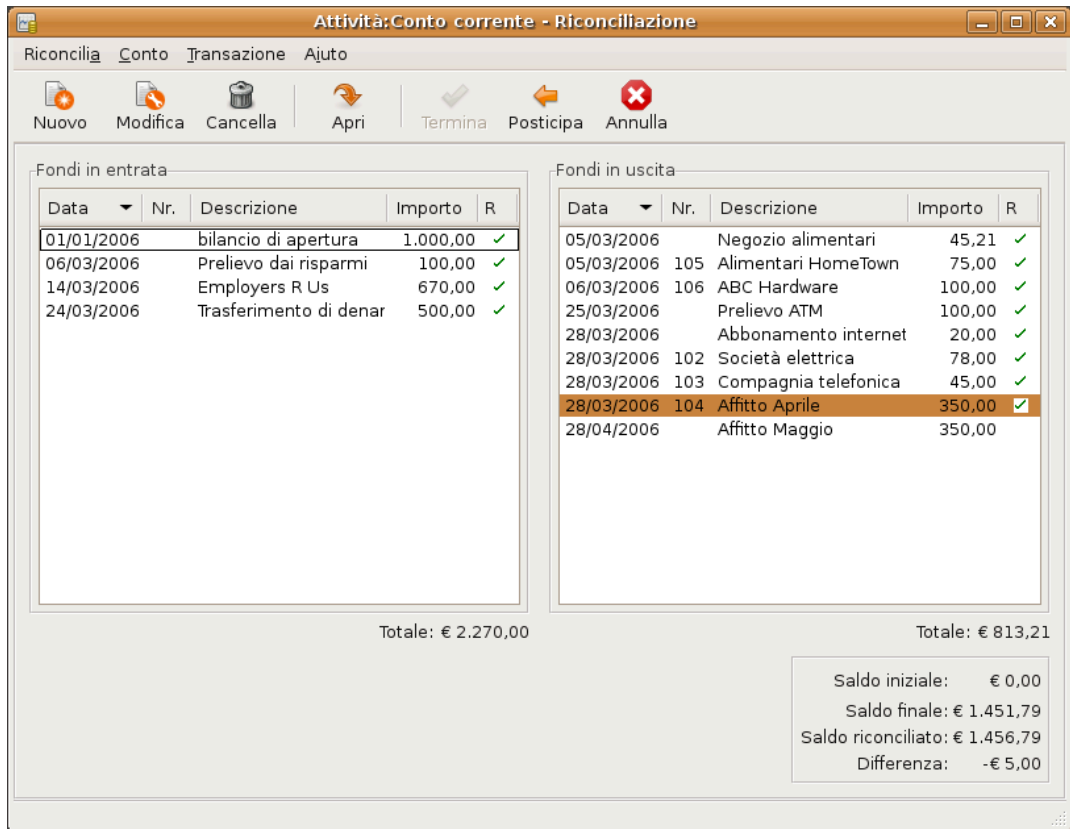 Attività:Conto corrente - Riconciliazione
Riconcilia Conto Transazione Aiuto
Nuovo Modifica Cancella Apri Termina Posticipa Annulla
Fondi in entrata
Data Nr. Descrizione Importo R
01/01/2006 bilancio di apertura 1.000,00
06/03/2006 Prelievo dai risparmi 100,00
14/03/2006 Employers R Us 670,00
24/03/2006 Trasferimento di denar 500,00
Totale: € 2.270,00
Fondi in uscita
Data Nr. Descrizione Importo R
05/03/2006 Negozio alimentari 45,21
05/03/2006 105 Alimentari HomeTown 75,00
06/03/2006 106 ABC Hardware 100,00
25/03/2006 Prelievo ATM 100,00
28/03/2006 Abbonamento internet 20,00
28/03/2006 102 Società elettrica 78,00
28/03/2006 103 Compagnia telefonica 45,00
28/03/2006 104 Affitto Aprile 350,00
28/04/2006 Affitto Maggio 350,00
Totale: € 813,21
Saldo iniziale: € 0,00
Saldo finale: € 1.451,79
Saldo riconciliato: € 1.456,79
Differenza: -€ 5,00